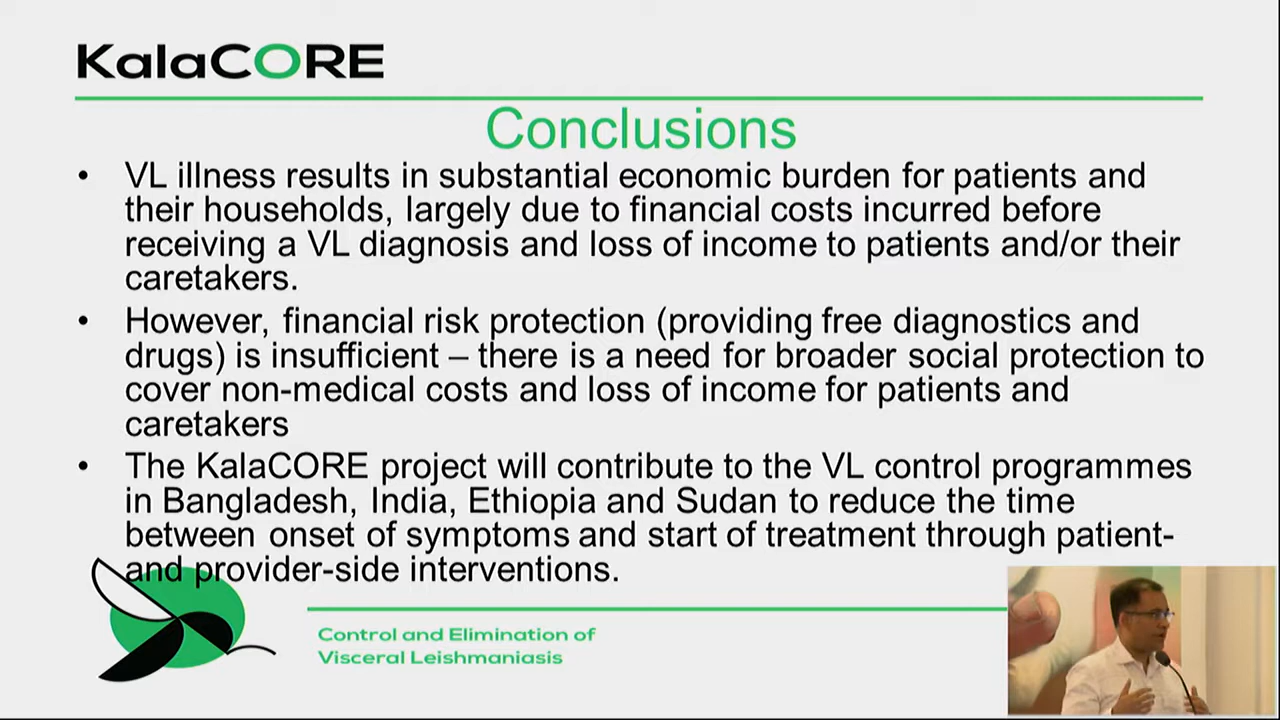 KalaCORE
Conclusions
• VL illness results in substantial economic burden for patients and
their households, largely due to financial costs incurred before
receiving a VL diagnosis and loss of income to patients and/or their
caretakers.
• However, financial risk protection (providing free diagnostics and
drugs) is insufficient – there is a need for broader social protection to
cover non-medical costs and loss of income for patients and
caretakers
• The KalaCORE project will contribute to the VL control programmes
in Bangladesh, India, Ethiopia and Sudan to reduce the time
between onset of symptoms and start of treatment through patient-
and provider-side interventions.
Control and Elimination of
Visceral Leishmaniasis